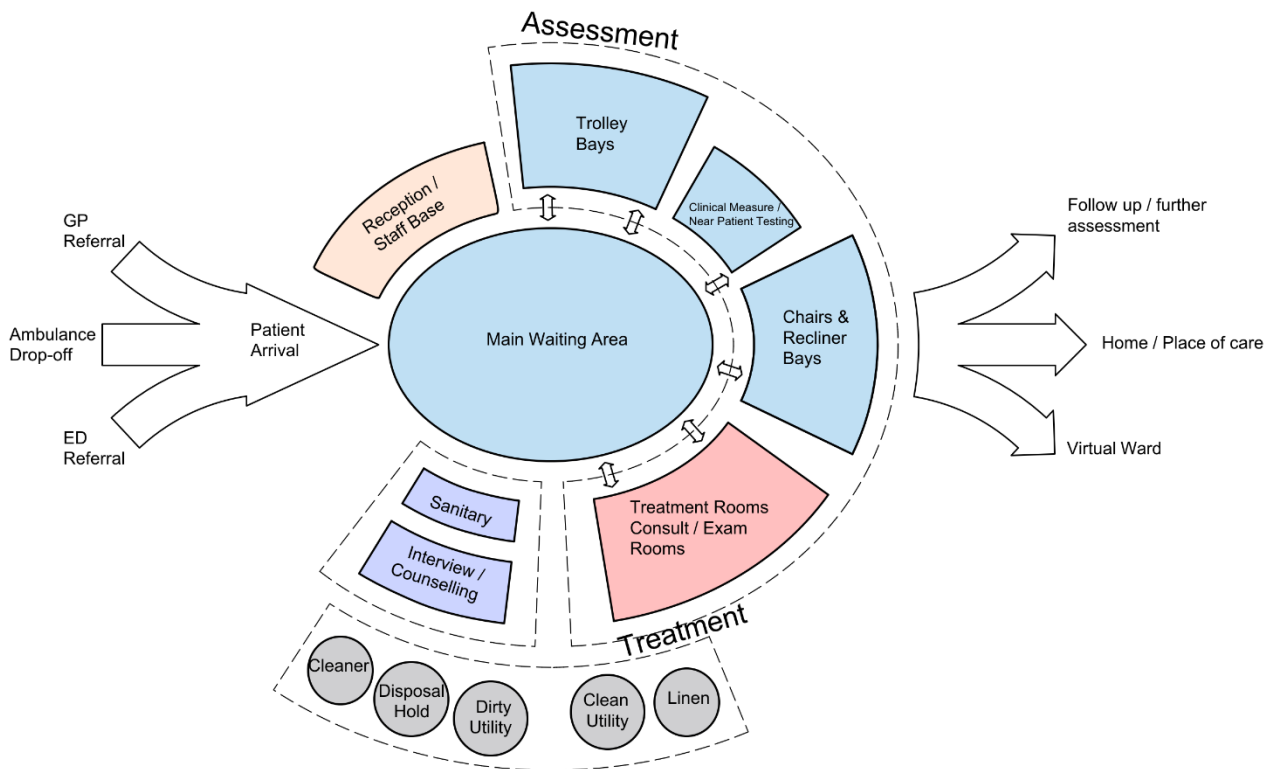 Assessment
Trolley
Bays
Reception /
Staff Base
Clinical Measure /
Near Patient Testing
GP
Referral
Follow up / further
assessment
Ambulance
Drop-off
Patient
Arrival
Main Waiting Area
Chairs &
Recliner
Bays
Home / Place of care
ED
Referral
Virtual Ward
Sanitary
Interview /
Counselling
Treatment Rooms
Consult / Exam
Rooms
Treatment
Cleaner
Disposal
Hold
Dirty
Utility
Clean
Utility
Linen